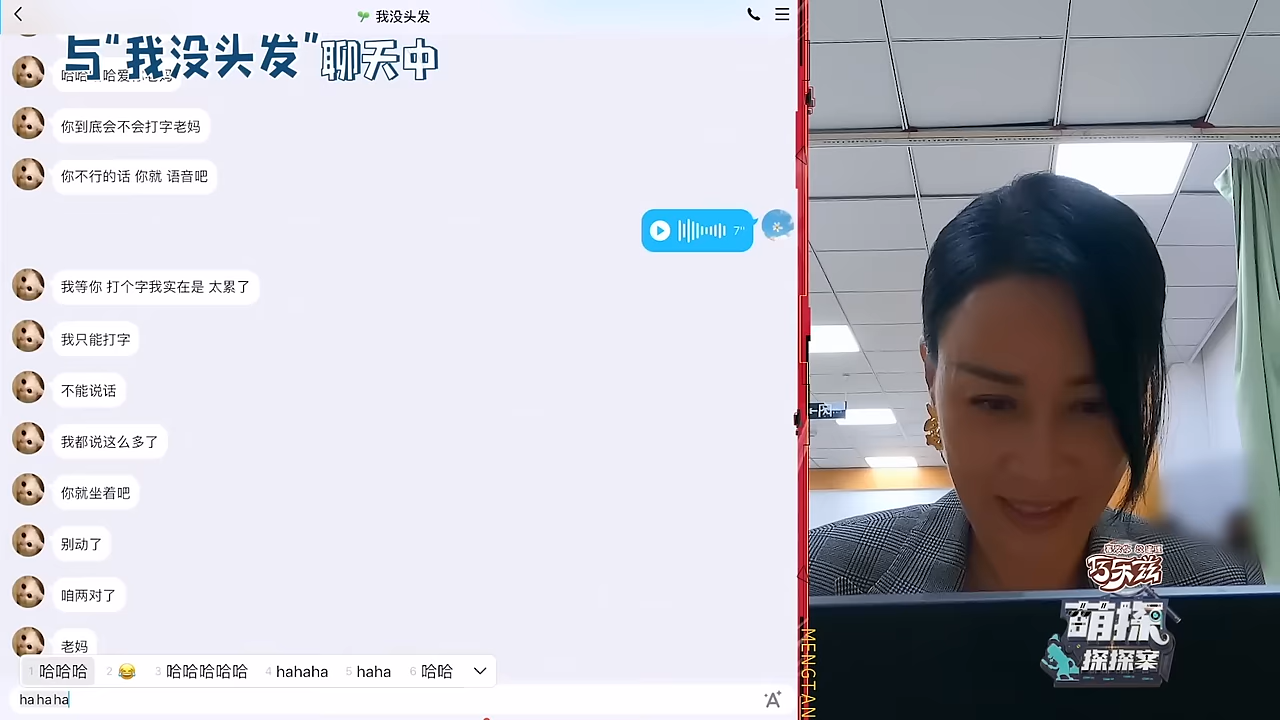 我没头发
与“我没头发”聊天中
你到底会不会打字老妈
你不行的话 你就 语音吧
7"
我等你 打个字我实在是 太累了
我只能打字
不能说话
我都说这么多了
你就坐着吧
别动了
咱两对了
老妈
1 哈哈哈 3 哈哈哈哈哈 4 hahaha 5 haha 6 哈哈
ha ha ha
MENGTAN
巧乐兹
萌探
探探案